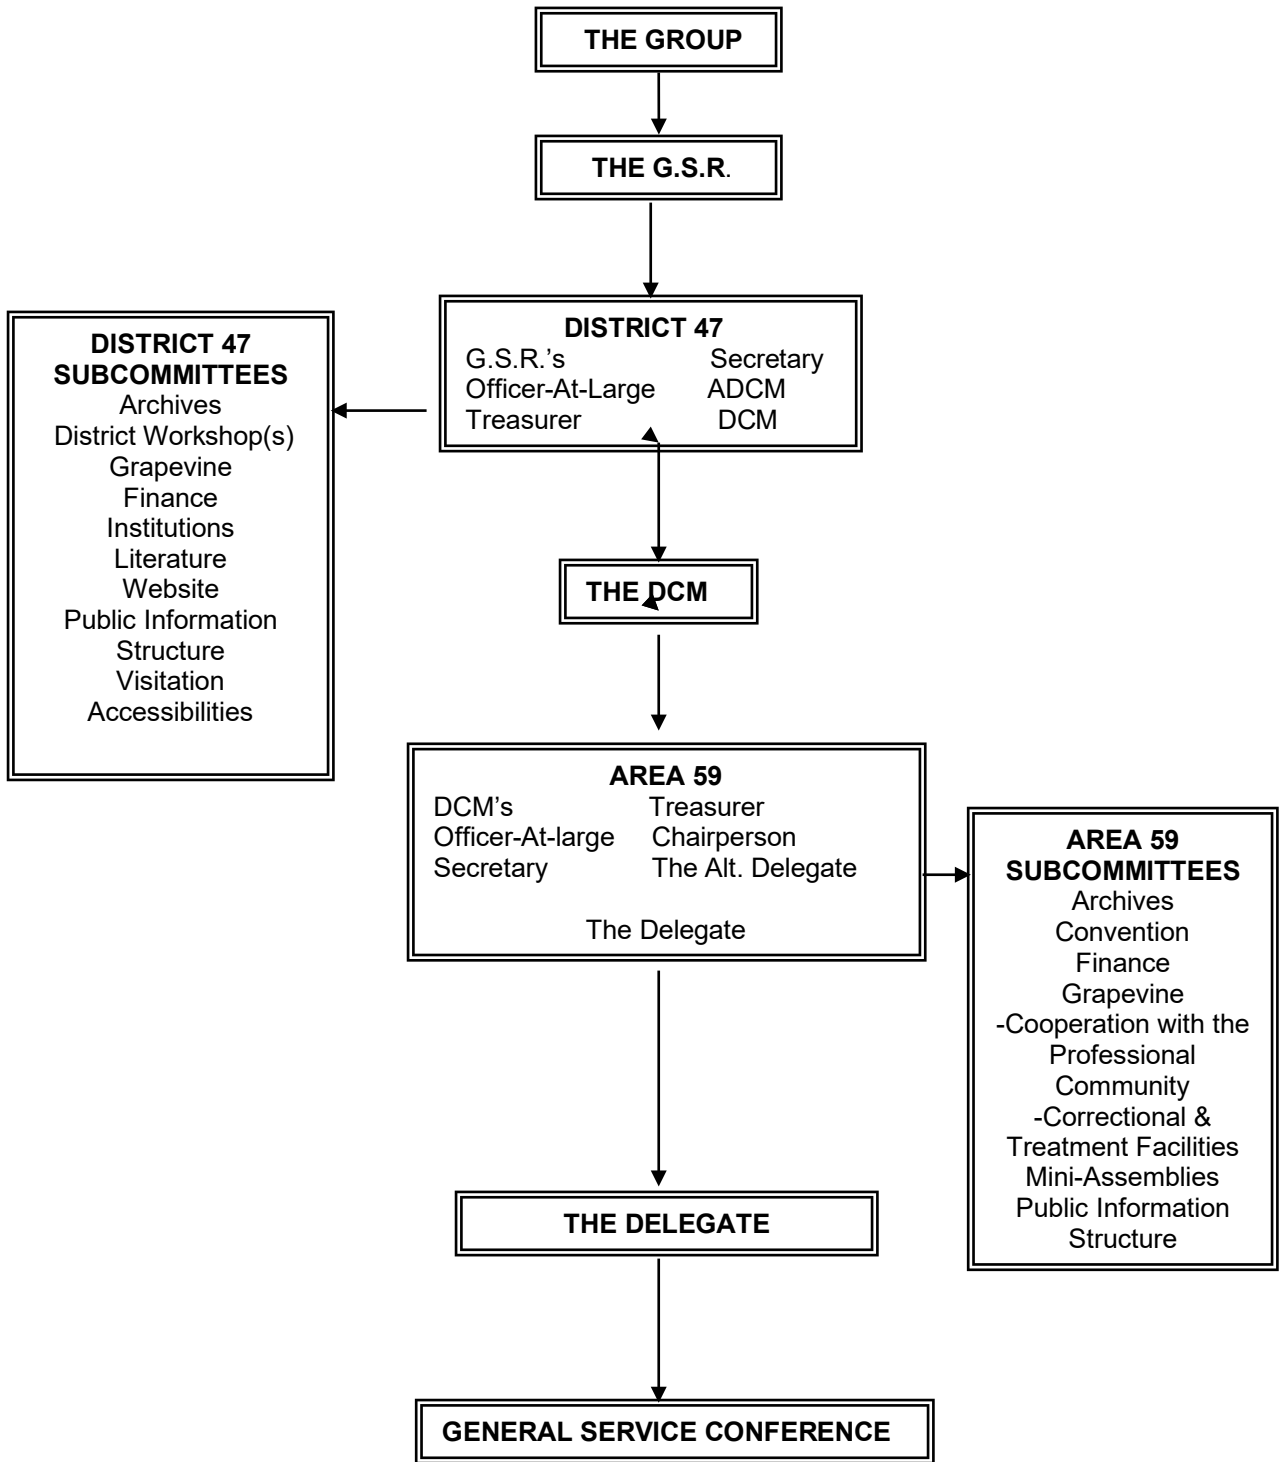 THE GROUP
THE G.S.R.
DISTRICT 47
G.S.R.'s Secretary
Officer-At-Large ADCM
Treasurer DCM
DISTRICT 47
SUBCOMMITTEES
Archives
District Workshop(s)
Grapevine
Finance
Institutions
Literature
Website
Public Information
Structure
Visitation
Accessibilities
THE DCM
AREA 59
DCM's Treasurer
Officer-At-large Chairperson
Secretary The Alt. Delegate
The Delegate
AREA 59
SUBCOMMITTEES
Archives
Convention
Finance
Grapevine
-Cooperation with the
Professional
Community
-Correctional &
Treatment Facilities
Mini-Assemblies
Public Information
Structure
THE DELEGATE
GENERAL SERVICE CONFERENCE